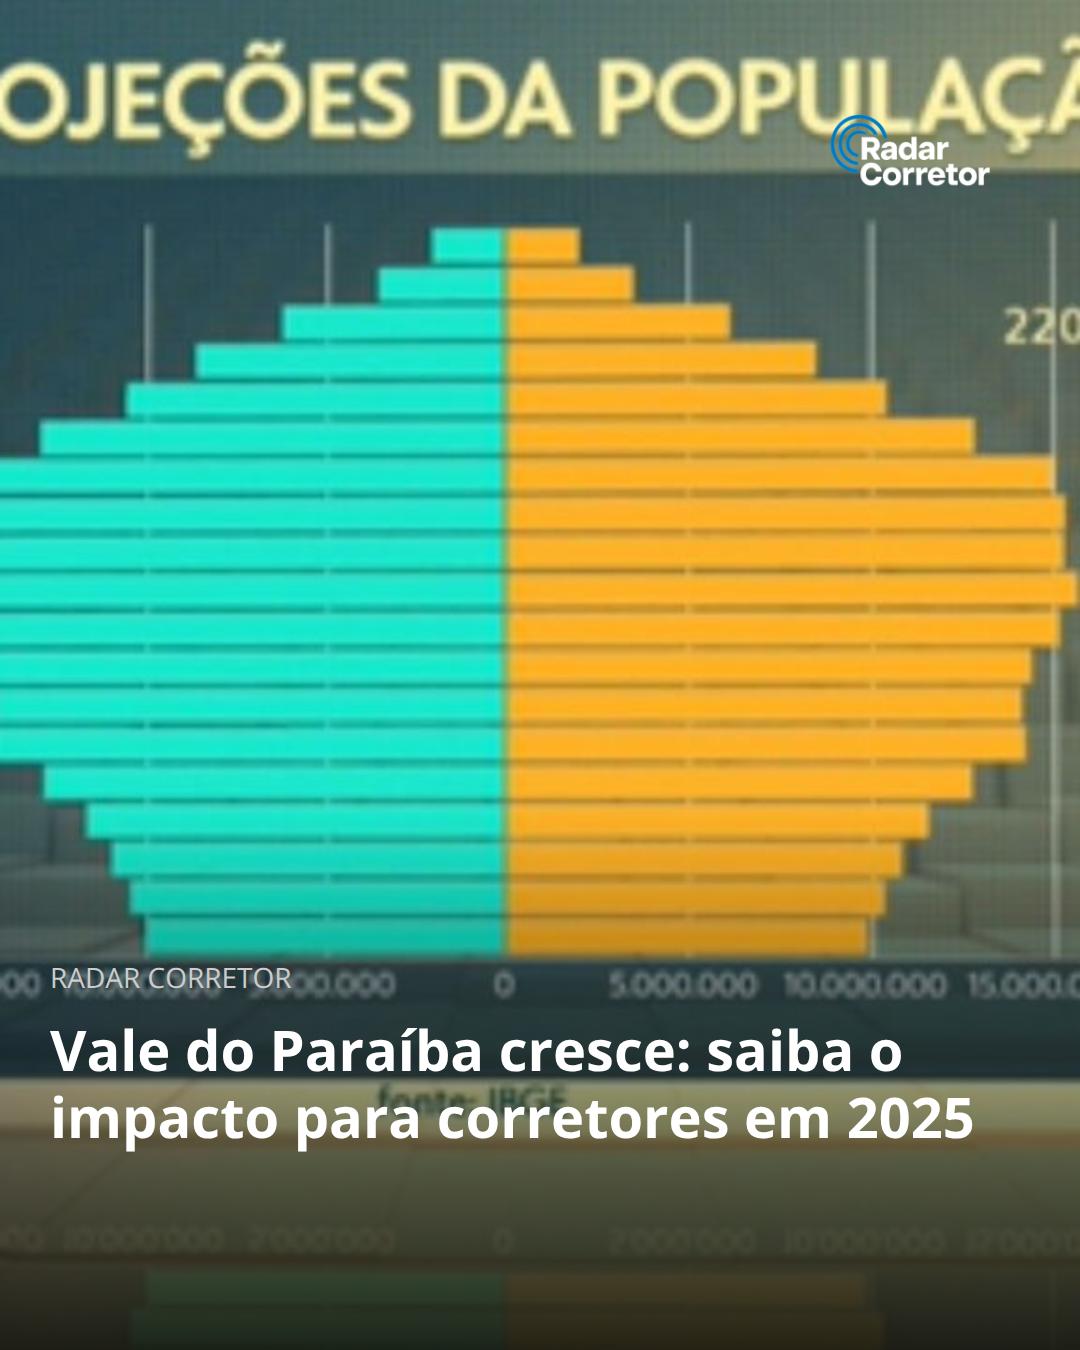 OJEÇÕES DA POPULAÇÃ
Radar
Corretor
220
RADAR CORRETOR
00 10.000.000 5.000.000 0 5.000.000 10.000.000 15.000.0
Vale do Paraíba cresce: saiba o
fonte: IBGE
impacto para corretores em 2025